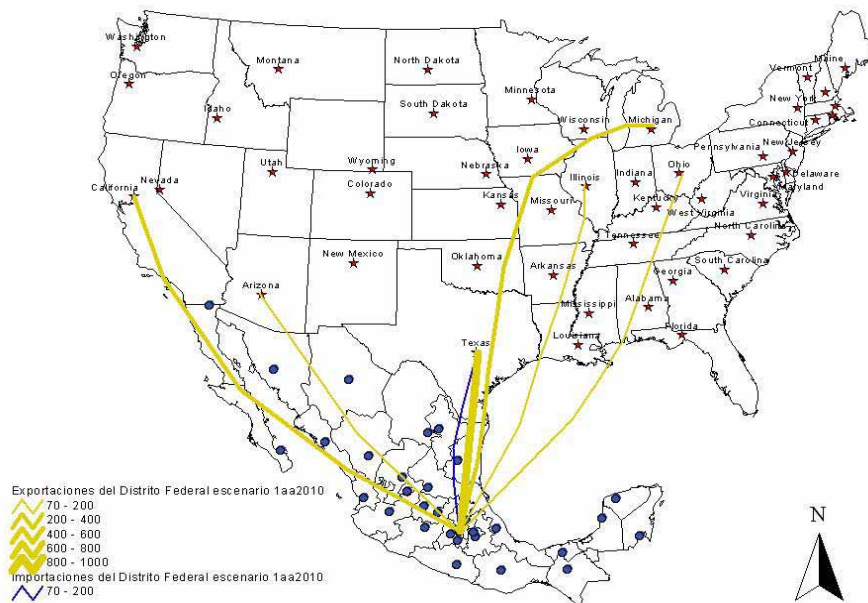 Washington
Montana
North Dakota
Maine
Vermont
Oregon
Minnesota
New York
South Dakota
Idaho
Wisconsin
Michigan
Connecticut
Pennsylvania
New Jersey
Iowa
Utah
Wyoming
Nebraska
Illinois
Indiana
Ohio
Delaware
Maryland
California
Nevada
Colorado
Kansas
Missouri
Kentucky
West Virginia
Virginia
Tennessee
North Carolina
New Mexico
Oklahoma
Arkansas
South Carolina
Georgia
Arizona
Mississippi
Alabama
Louisiana
Florida
Texas
Exportaciones del Distrito Federal escenario 1aa2010
70 - 200
200 - 400
400 - 600
600 - 800
800 - 1000
Importaciones del Distrito Federal escenario 1aa2010
70 - 200
N